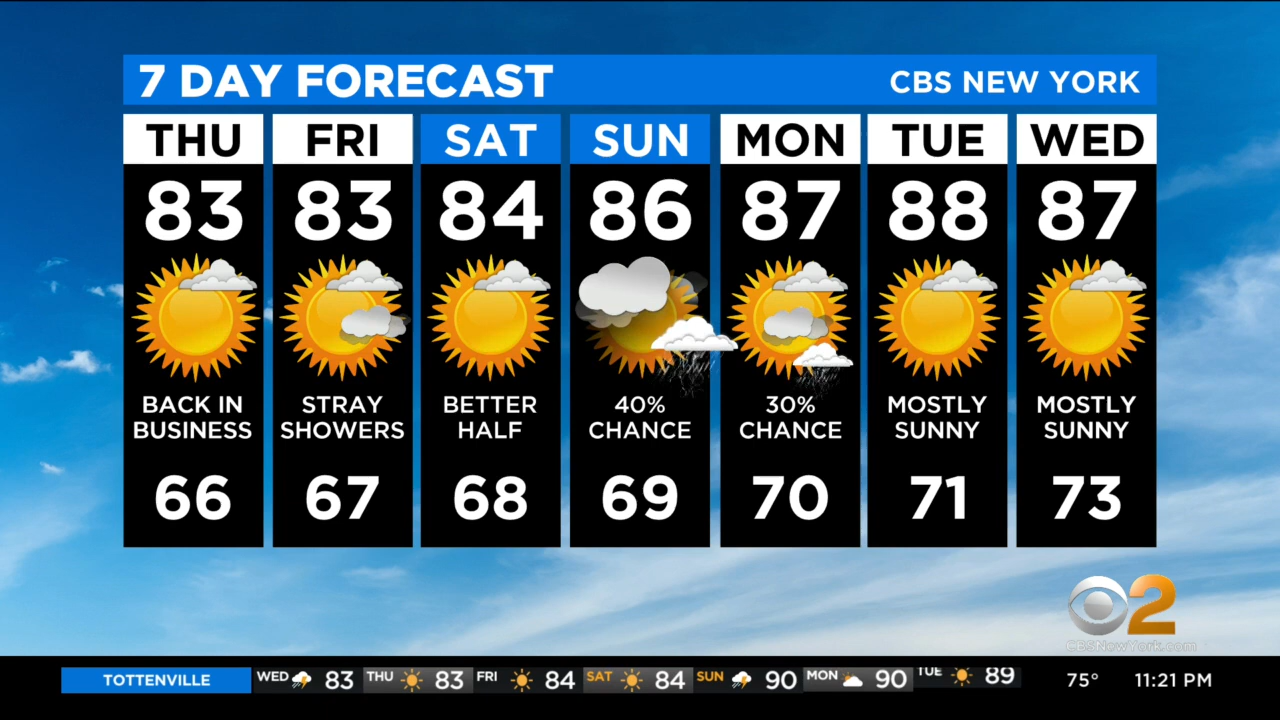 7 DAY FORECAST
CBS NEW YORK
THU FRI SAT SUN MON TUE WED
83 83 84 86 87 88 87
BACK IN STRAY BETTER 40% 30% MOSTLY MOSTLY
BUSINESS SHOWERS HALF CHANCE CHANCE SUNNY SUNNY
66 67 68 69 70 71 73
2
CBSNewYork.com
TOTTENVILLE WED 83 THU 83 FRI 84 SAT 84 SUN 90 MON 90 TUE 89 75° 11:21 PM